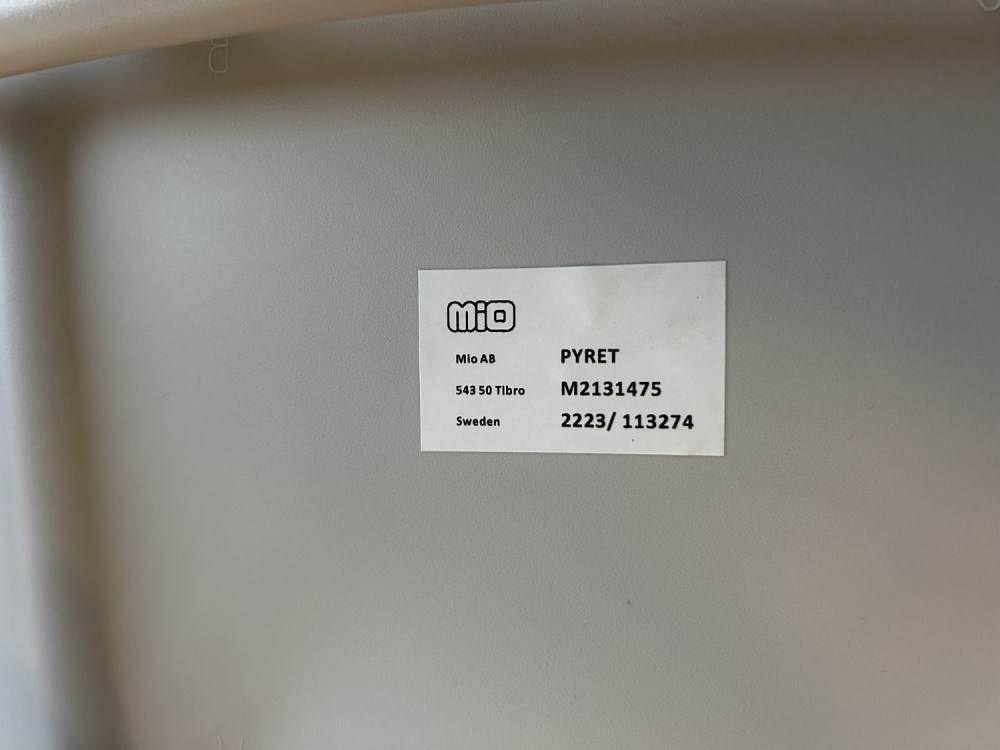 Mio
Mio AB
543 50 Tibro
Sweden
PYRET
M2131475
2223/ 113274